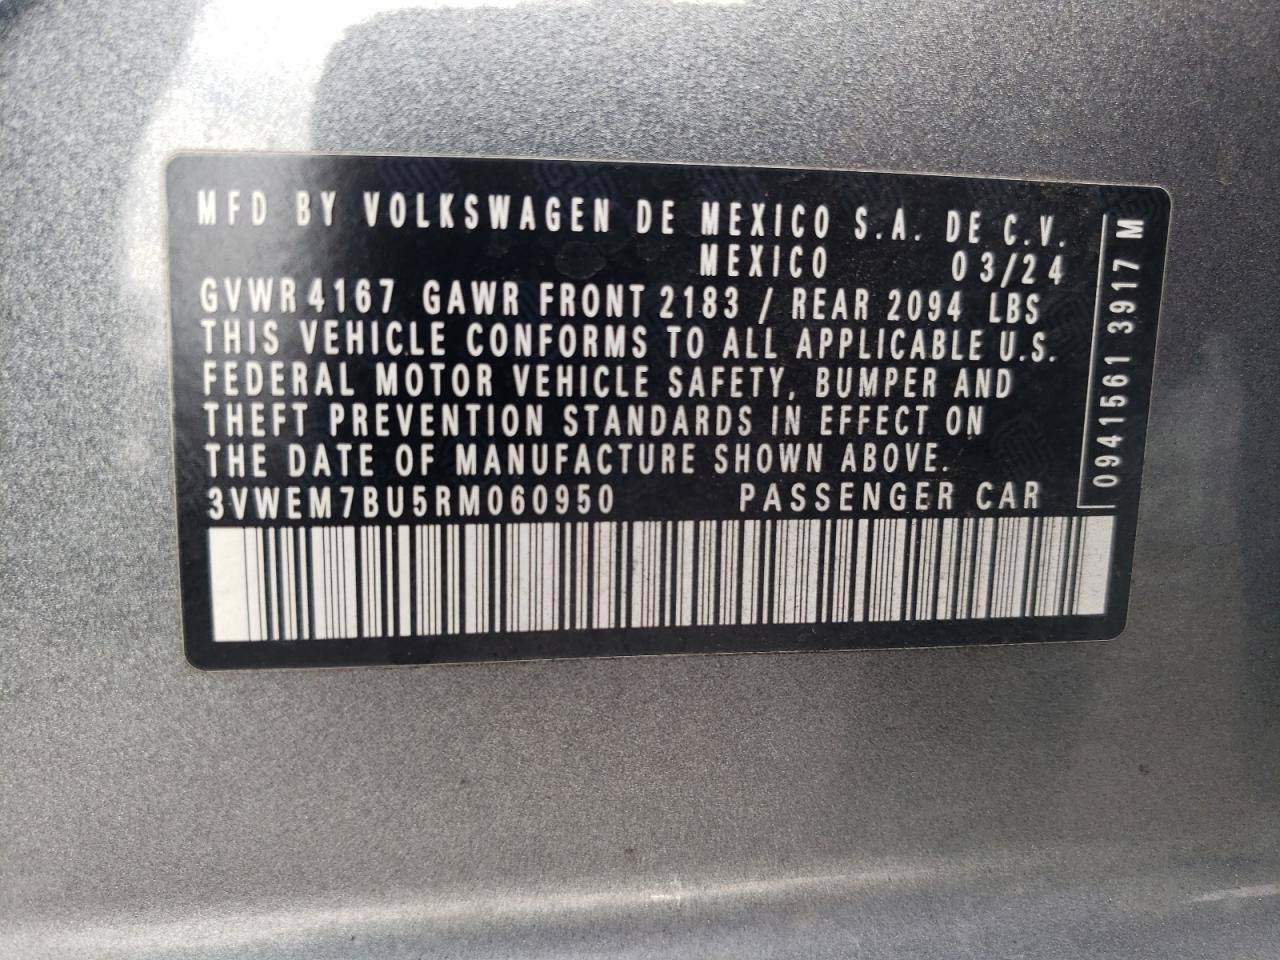 MFD BY VOLKSWAGEN DE MEXICO S.A. DE C.V.
MEXICO 03/24
GVWR 4167 GAWR FRONT 2183 / REAR 2094 LBS
THIS VEHICLE CONFORMS TO ALL APPLICABLE U.S.
FEDERAL MOTOR VEHICLE SAFETY, BUMPER AND
THEFT PREVENTION STANDARDS IN EFFECT ON
THE DATE OF MANUFACTURE SHOWN ABOVE.
3VWEM7BU5RM060950 PASSENGER CAR
0941561 3917 M